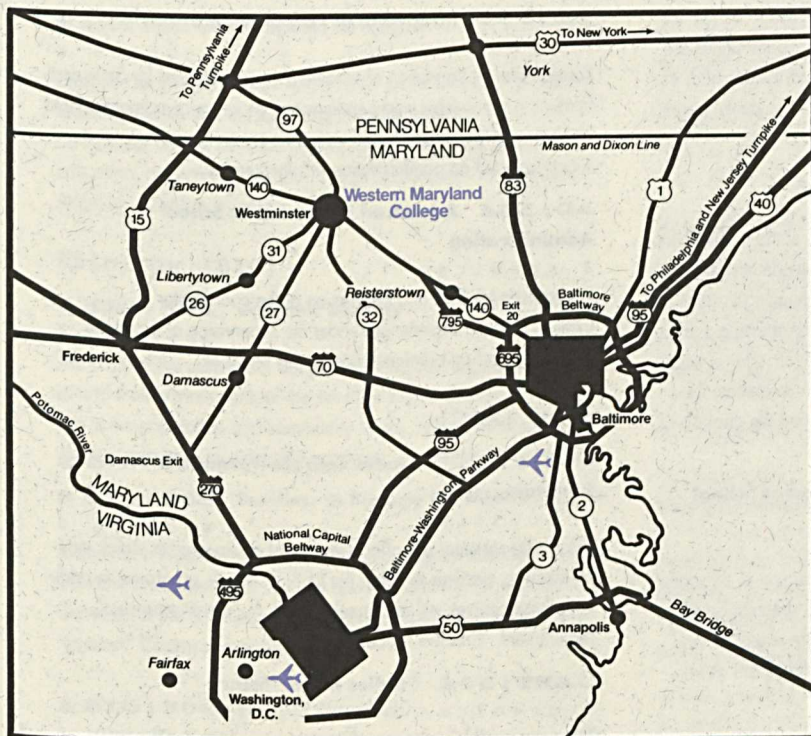 To Pennsylvania
Turnpike
30
To New York
York
97
PENNSYLVANIA
MARYLAND
Mason and Dixon Line
83
1
To Philadelphia and New Jersey Turnpike
40
Taneytown
140
Western Maryland
College
Westminster
15
31
Libertytown
26
27
Reisterstown
32
795
140
Exit
20
Baltimore
Beltway
95
695
Frederick
70
Damascus
Baltimore
Potomac River
95
Baltimore-Washington Parkway
Damascus Exit
270
MARYLAND
VIRGINIA
National Capital
Beltway
2
3
495
50
Annapolis
Bay Bridge
Fairfax
Arlington
Washington,
D.C.